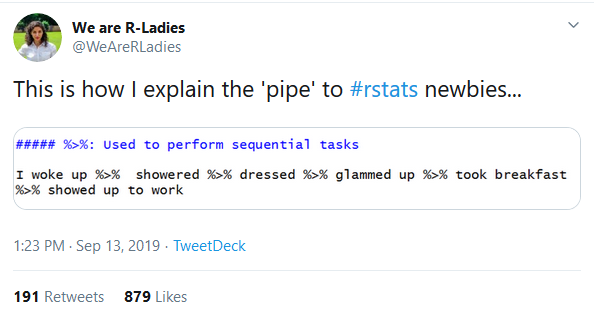 We are R-Ladies
@WeAreRLadies
This is how I explain the 'pipe' to #rstats newbies...
##### %>%: Used to perform sequential tasks
I woke up %>%  showered %>% dressed %>% glammed up %>% took breakfast
%>% showed up to work
1:23 PM · Sep 13, 2019 · TweetDeck
191 Retweets 879 Likes